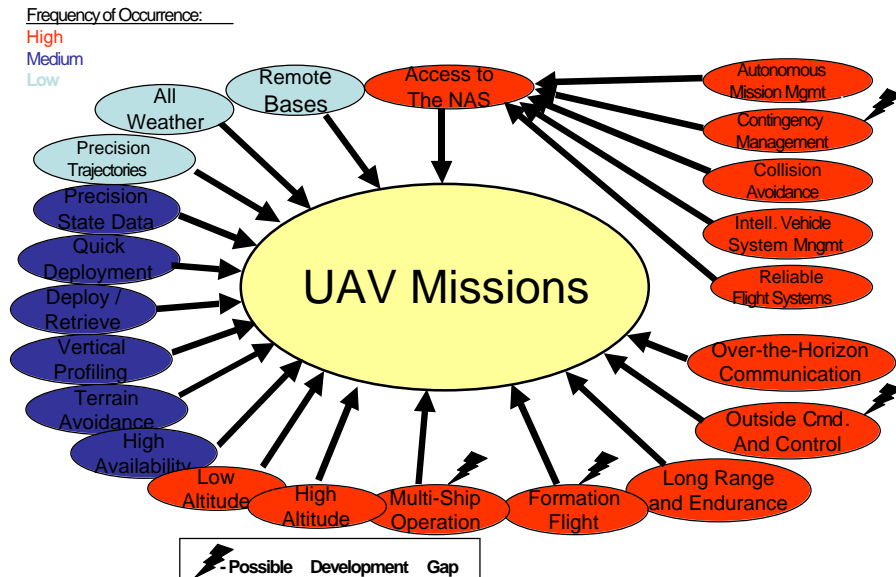 Frequency of Occurrence:
High
Medium
Low
All
Weather
Remote
Bases
Access to
The NAS
Autonomous
Mission Mgmt
Contingency
Management
Collision
Avoidance
Intell. Vehicle
System Mngmt
Reliable
Flight Systems
Precision
Trajectories
Precision
State Data
Quick
Deployment
Deploy /
Retrieve
Vertical
Profiling
Terrain
Avoidance
High
Availability
UAV Missions
Over-the-Horizon
Communication
Outside Cmd.
And Control
Long Range
and Endurance
Low
Altitude
High
Altitude
Multi-Ship
Operation
Formation
Flight
-Possible Development Gap